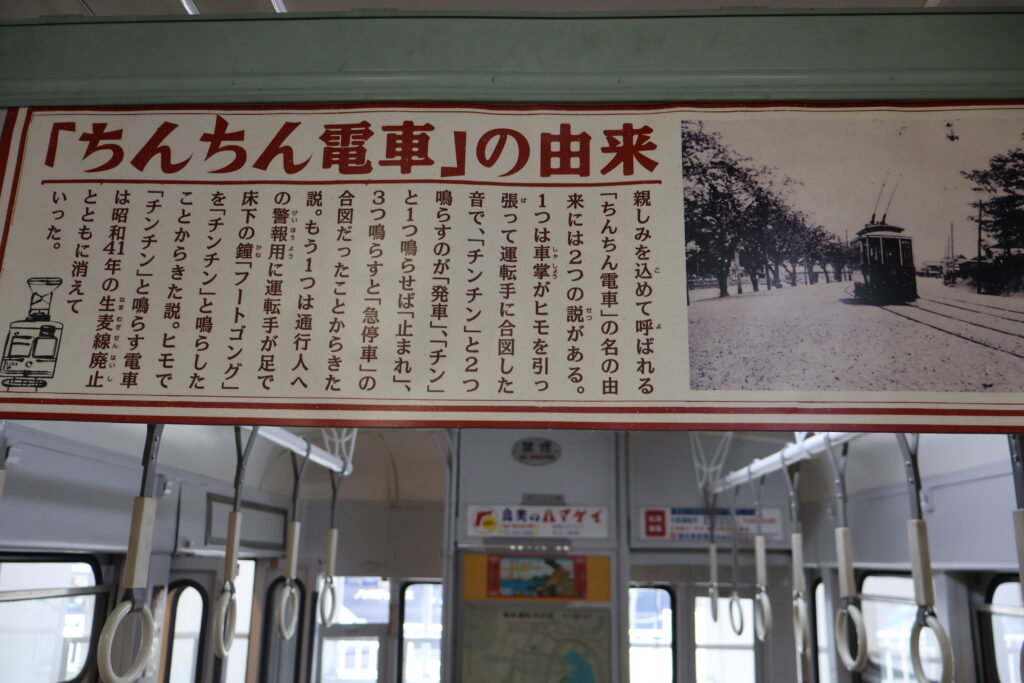 「ちんちん電車」の由来
親しみを込めて呼ばれる
「ちんちん電車」の名の由
来には2つの説がある。
1つは車掌がヒモを引っ
張って運転手に合図した
音で、「チンチン」と2つ
鳴らすのが「発車」、「チン」
と1つ鳴らせば「止まれ」、
3つ鳴らすと「急停車」の
合図だったことからきた
説。もう1つは通行人へ
の警報用に運転手が足で
床下の鐘「フートゴング」
を「チンチン」と鳴らした
ことからきた説。ヒモで
「チンチン」と鳴らす電車
は昭和41年の生麦線廃止
とともに消えて
いった。
禁煙